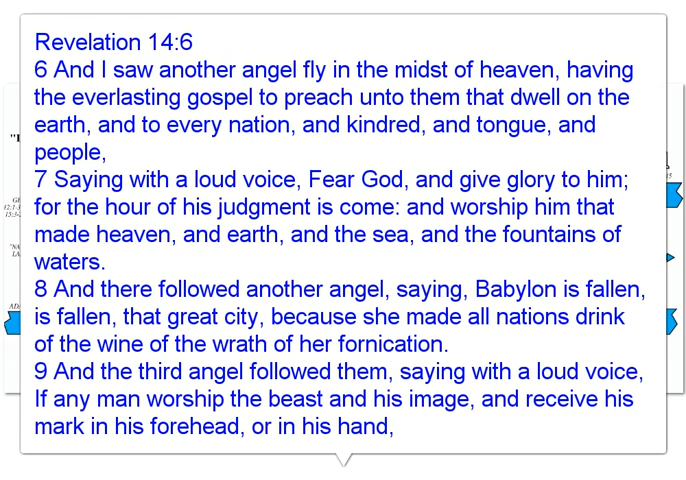 Revelation 14:6
6 And I saw another angel fly in the midst of heaven, having
the everlasting gospel to preach unto them that dwell on the
earth, and to every nation, and kindred, and tongue, and
people,
7 Saying with a loud voice, Fear God, and give glory to him;
for the hour of his judgment is come: and worship him that
made heaven, and earth, and the sea, and the fountains of
waters.
8 And there followed another angel, saying, Babylon is fallen,
is fallen, that great city, because she made all nations drink
of the wine of the wrath of her fornication.
9 And the third angel followed them, saying with a loud voice,
If any man worship the beast and his image, and receive his
mark in his forehead, or in his hand,